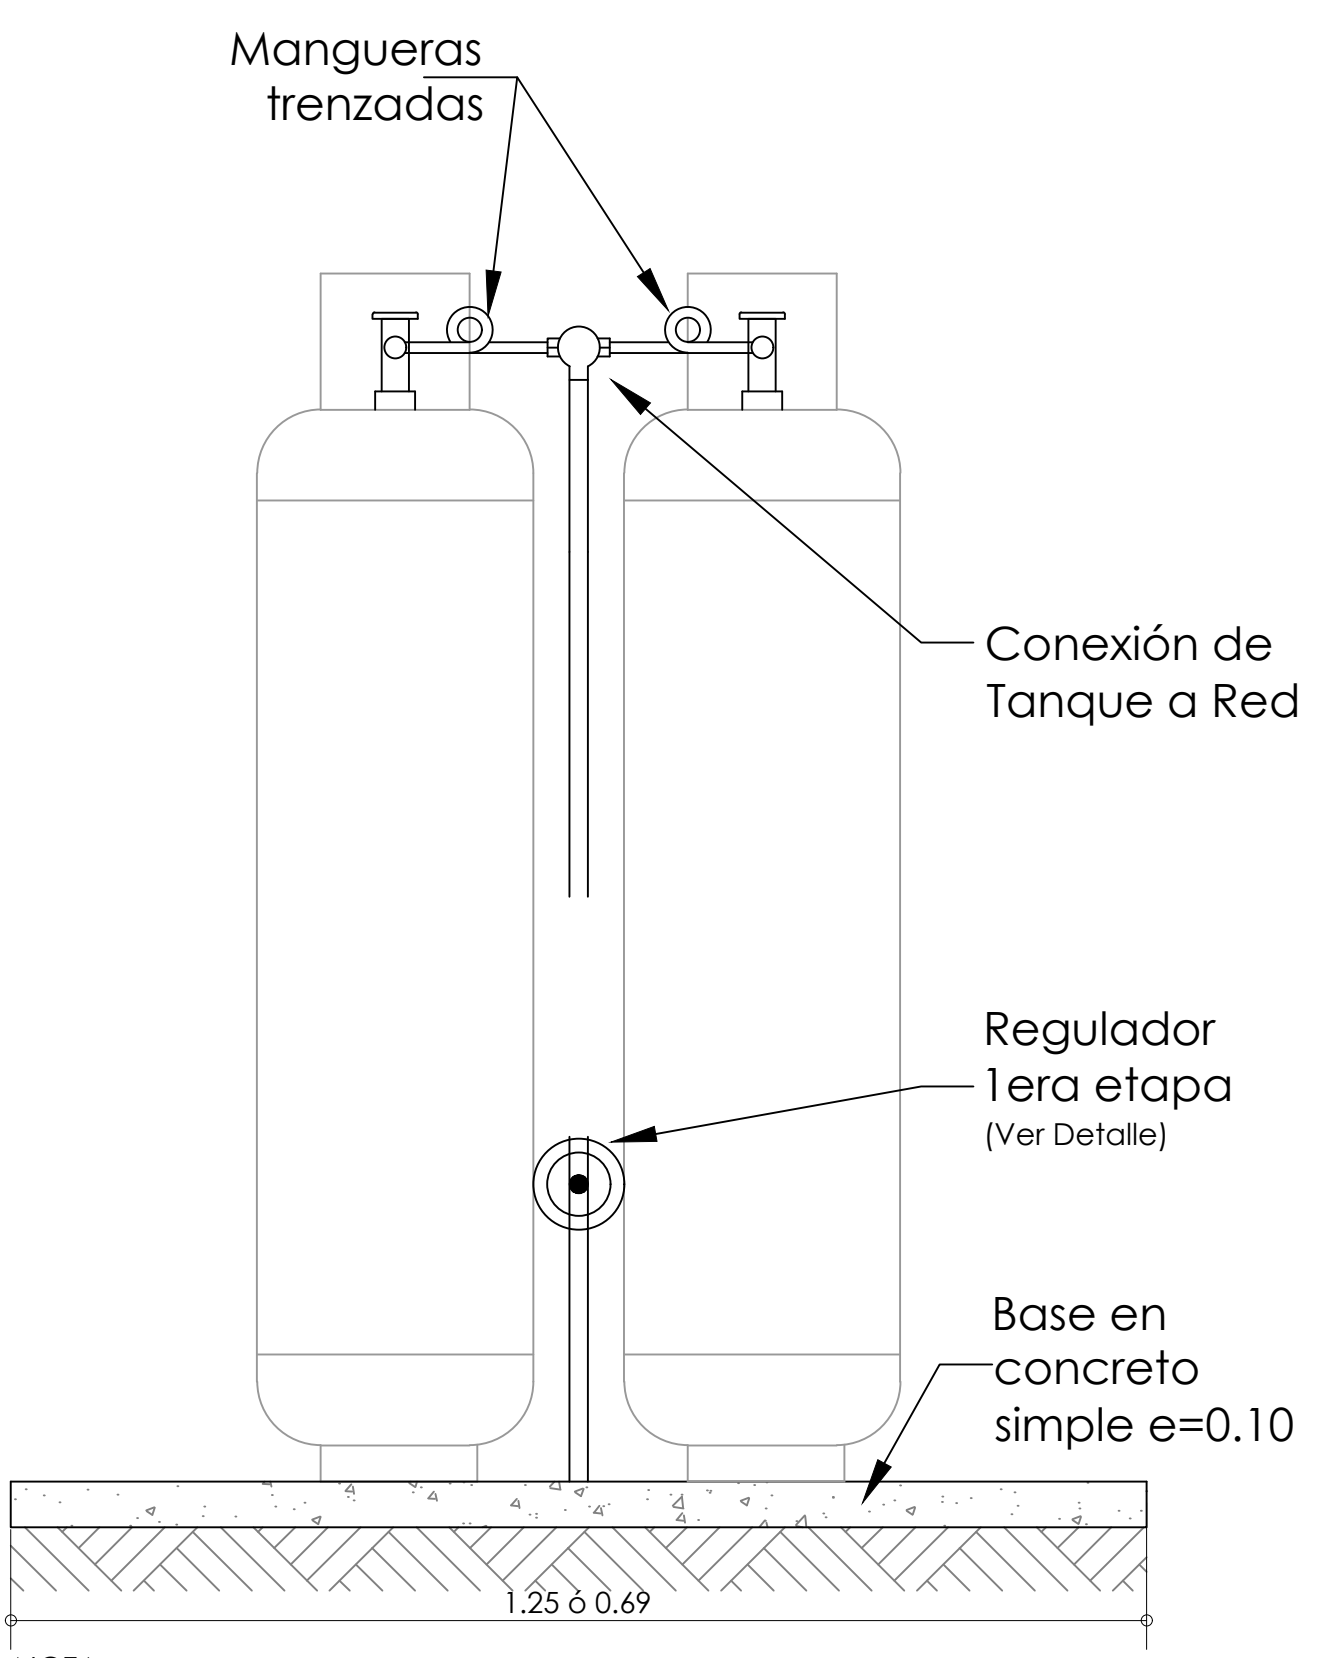 Mangueras
trenzadas
Conexión de
Tanque a Red
Regulador
1era etapa
(Ver Detalle)
Base en
concreto
simple e=0.10
1.25 ó 0.69